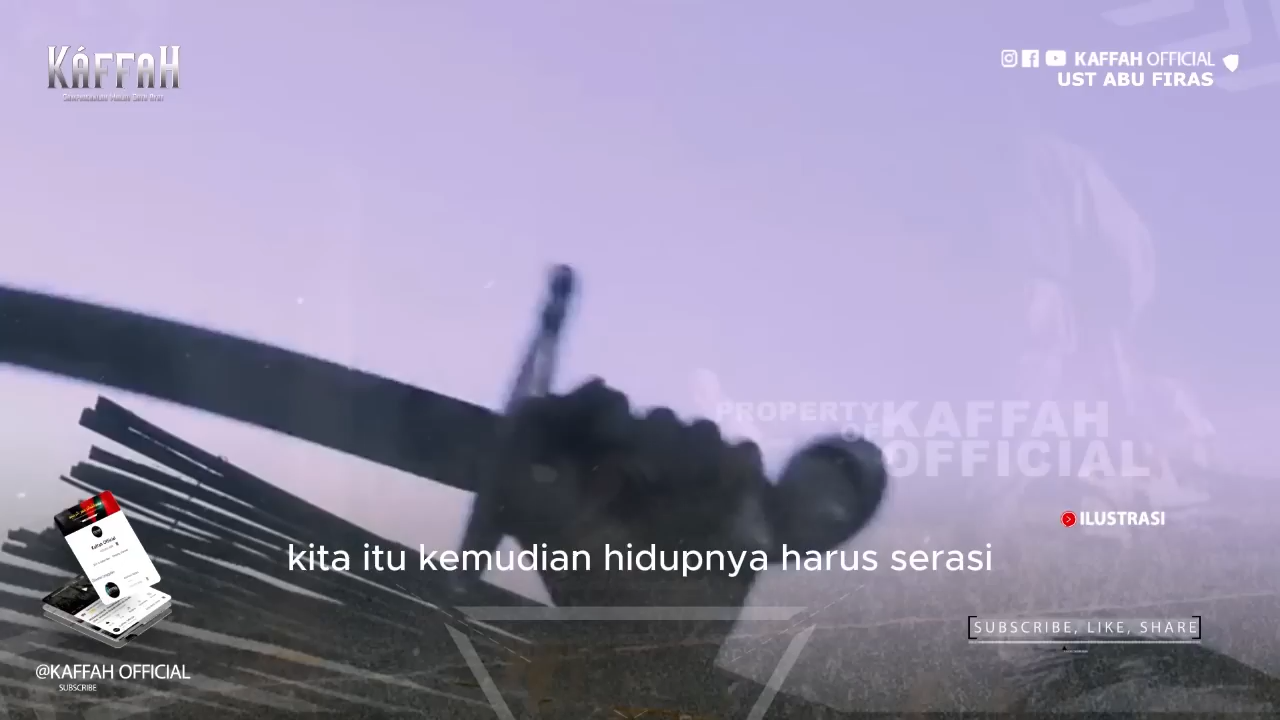 KÁFFAH
KAFFAH OFFICIAL
UST ABU FIRAS
PROPERTY
OF
KAFFAH
OFFICIAL
ILUSTRASI
kita itu kemudian hidupnya harus serasi
SUBSCRIBE, LIKE, SHARE
@KAFFAH OFFICIAL
SUBSCRIBE